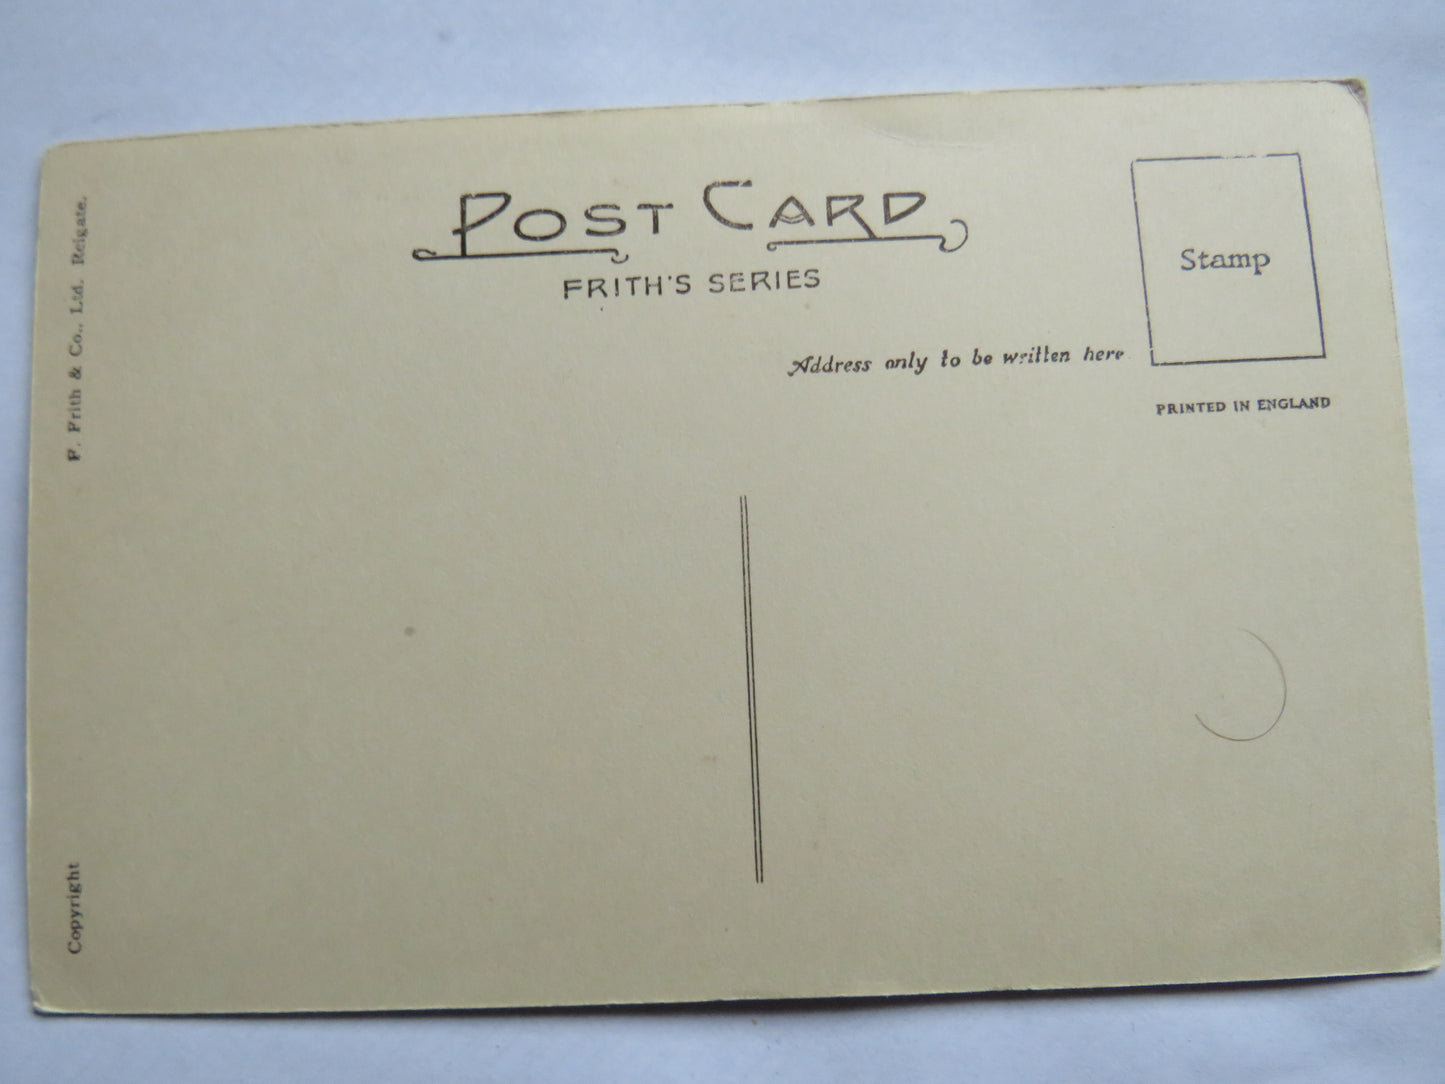 POST CARD
FRITH'S SERIES
Stamp
Address only to be written here
PRINTED IN ENGLAND
F. Frith & Co., Ltd. Reigate.
Copyright